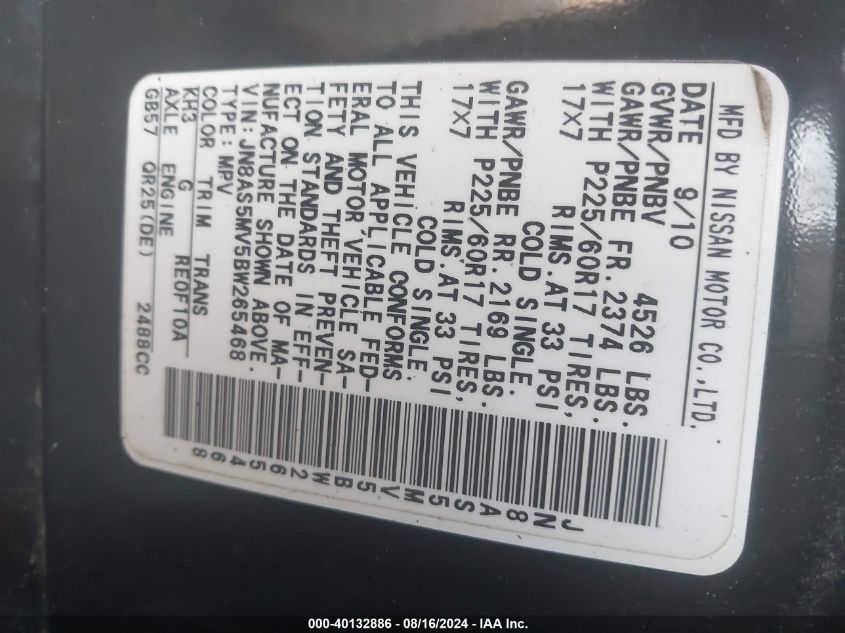 MFD BY NISSAN MOTOR CO.,LTD.
DATE 9/10
GVWR/PNBV 4526 LBS.
GAWR/PNBE FR. 2374 LBS.
WITH P225/60R17 TIRES,
17X7 RIMS.AT 33 PSI
COLD SINGLE.
GAWR/PNBE RR. 2169 LBS.
WITH P225/60R17 TIRES,
17X7 RIMS.AT 33 PSI
COLD SINGLE.
THIS VEHICLE CONFORMS
TO ALL APPLICABLE FED-
ERAL MOTOR VEHICLE SA-
FETY AND THEFT PREVEN-
TION STANDARDS IN EFF-
ECT ON THE DATE OF MA-
NUFACTURE SHOWN ABOVE.
VIN:JN8AS5MV5BW265468
TYPE:MPV
COLOR TRIM TRANS
KH3 G RE0F10A
AXLE ENGINE
GB57 QR25(DE) 2488CC
JN8AS5MV5BW265468
000-40132886 - 08/16/2024 - IAA Inc.